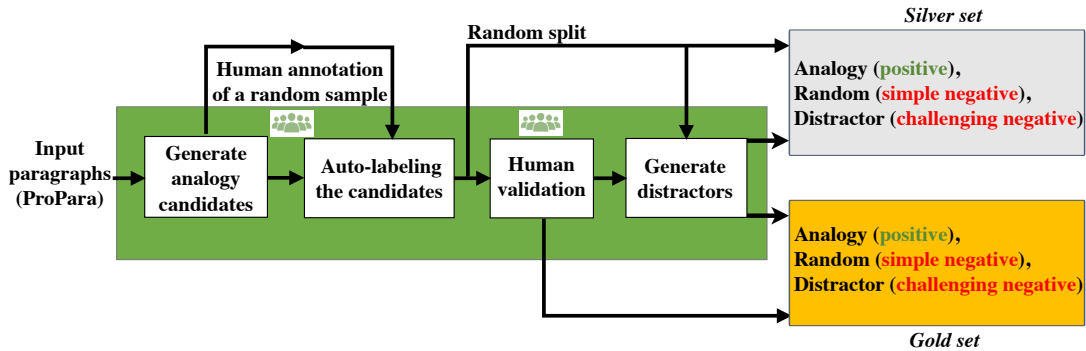 Silver set
Random split
Human annotation
of a random sample
Analogy (positive),
Random (simple negative),
Distractor (challenging negative)
Input
paragraphs
(ProPara)
Generate
analogy
candidates
Auto-labeling
the candidates
Human
validation
Generate
distractors
Analogy (positive),
Random (simple negative),
Distractor (challenging negative)
Gold set